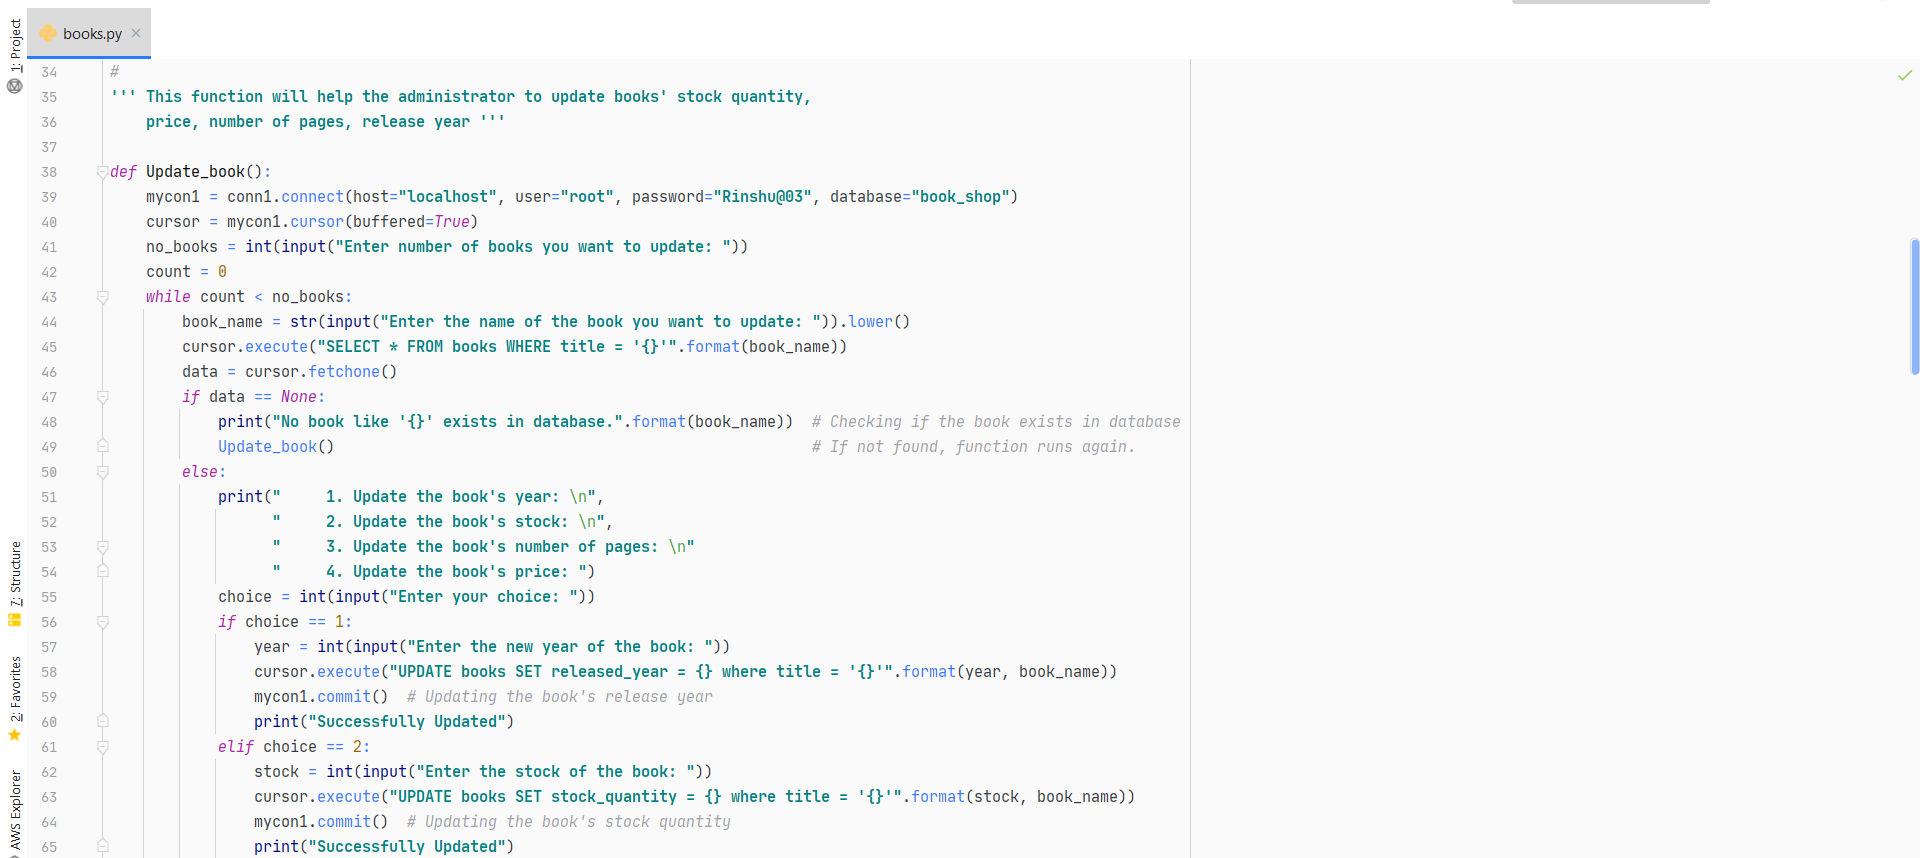 books.py ×
1: Project
7: Structure
2: Favorites
AWS Explorer
34 #
35 ''' This function will help the administrator to update books' stock quantity,
36     price, number of pages, release year '''
37
38 def Update_book():
39     mycon1 = conn1.connect(host="localhost", user="root", password="Rinshu@03", database="book_shop")
40     cursor = mycon1.cursor(buffered=True)
41     no_books = int(input("Enter number of books you want to update: "))
42     count = 0
43     while count < no_books:
44         book_name = str(input("Enter the name of the book you want to update: ")).lower()
45         cursor.execute("SELECT * FROM books WHERE title = '{}'".format(book_name))
46         data = cursor.fetchone()
47         if data == None:
48             print("No book like '{}' exists in database.".format(book_name))  # Checking if the book exists in database
49             Update_book()                                                     # If not found, function runs again.
50         else:
51             print("     1. Update the book's year: \n",
52                   "     2. Update the book's stock: \n",
53                   "     3. Update the book's number of pages: \n"
54                   "     4. Update the book's price: ")
55             choice = int(input("Enter your choice: "))
56             if choice == 1:
57                 year = int(input("Enter the new year of the book: "))
58                 cursor.execute("UPDATE books SET released_year = {} where title = '{}'".format(year, book_name))
59                 mycon1.commit()  # Updating the book's release year
60                 print("Successfully Updated")
61             elif choice == 2:
62                 stock = int(input("Enter the stock of the book: "))
63                 cursor.execute("UPDATE books SET stock_quantity = {} where title = '{}'".format(stock, book_name))
64                 mycon1.commit()  # Updating the book's stock quantity
65                 print("Successfully Updated")